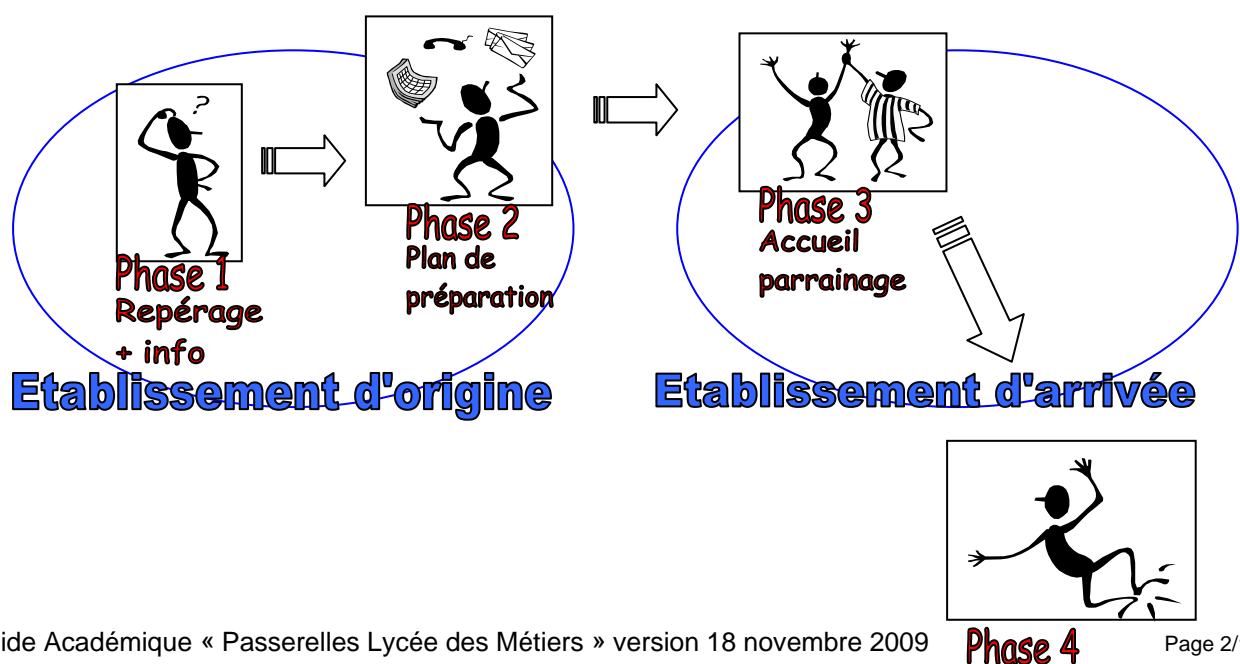 ?
Phase 1
Repérage
+ info
Phase 2
Plan de
préparation
Etablissement d'origine
Phase 3
Accueil
parrainage
Etablissement d'arrivée
ide Académique « Passerelles Lycée des Métiers » version 18 novembre 2009
Phase 4
Page 2/